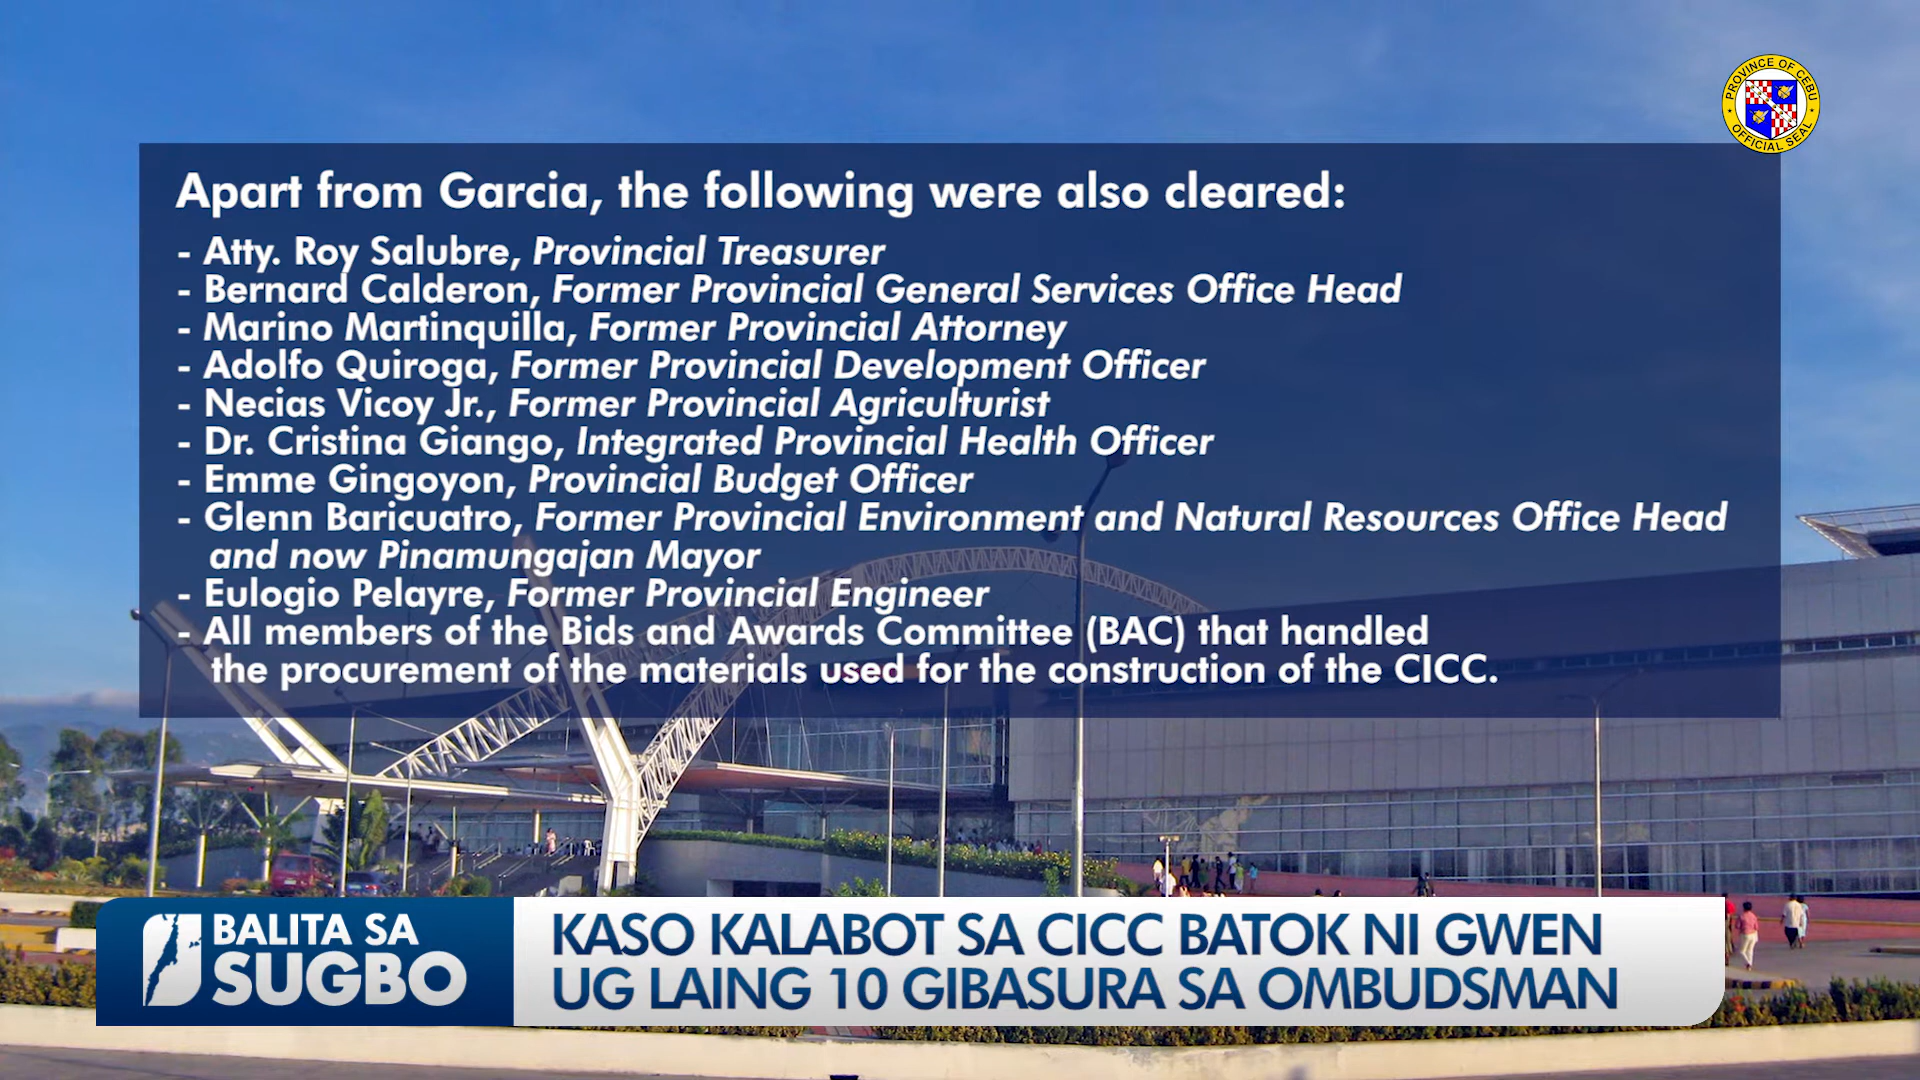 PROVINCE OF CEBU
OFFICIAL SEAL
Apart from Garcia, the following were also cleared:
- Atty. Roy Salubre, Provincial Treasurer
- Bernard Calderon, Former Provincial General Services Office Head
- Marino Martinquilla, Former Provincial Attorney
- Adolfo Quiroga, Former Provincial Development Officer
- Necias Vicoy Jr., Former Provincial Agriculturist
- Dr. Cristina Giango, Integrated Provincial Health Officer
- Emme Gingoyon, Provincial Budget Officer
- Glenn Baricuatro, Former Provincial Environment and Natural Resources Office Head
and now Pinamungajan Mayor
- Eulogio Pelayre, Former Provincial Engineer
- All members of the Bids and Awards Committee (BAC) that handled
the procurement of the materials used for the construction of the CICC.
BALITA SA
SUGBO
KASO KALABOT SA CICC BATOK NI GWEN
UG LAING 10 GIBASURA SA OMBUDSMAN